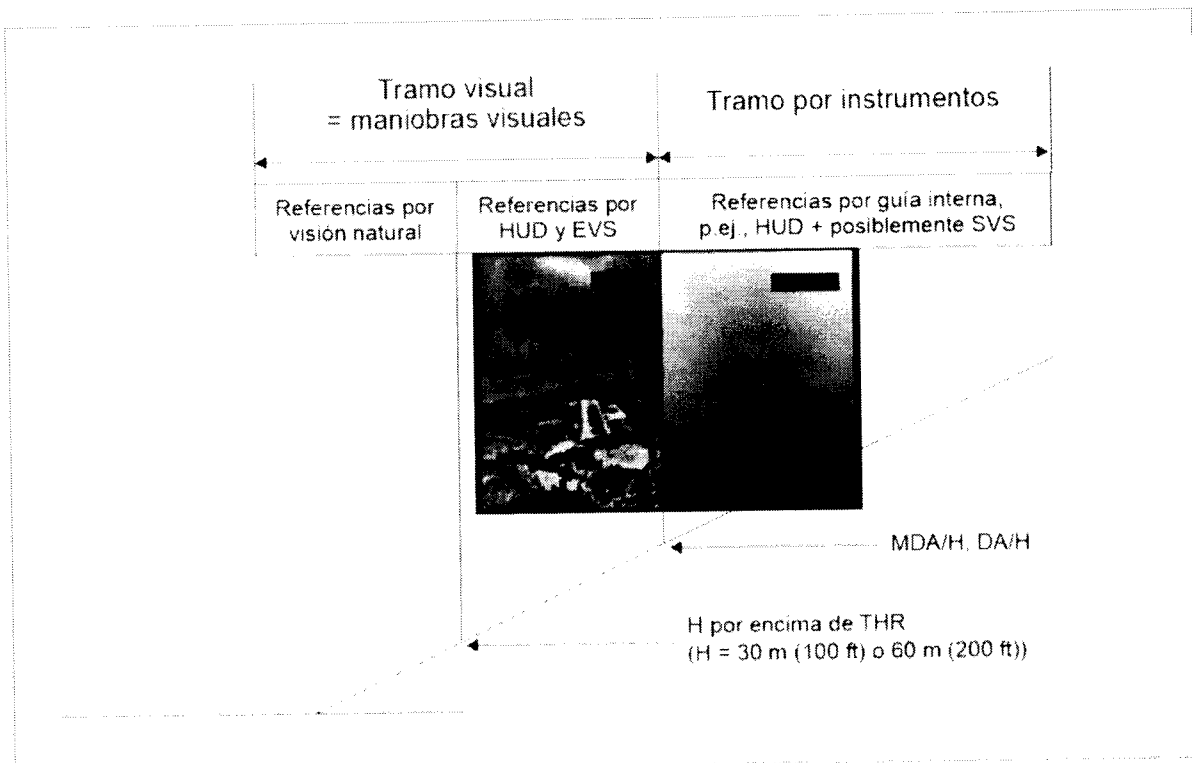 Tramo visual
= maniobras visuales
Tramo por instrumentos
Referencias por
visión natural
Referencias por
HUD y EVS
Referencias por guía interna,
p.ej., HUD + posiblemente SVS
MDA/H, DA/H
H por encima de THR
(H = 30 m (100 ft) o 60 m (200 ft))